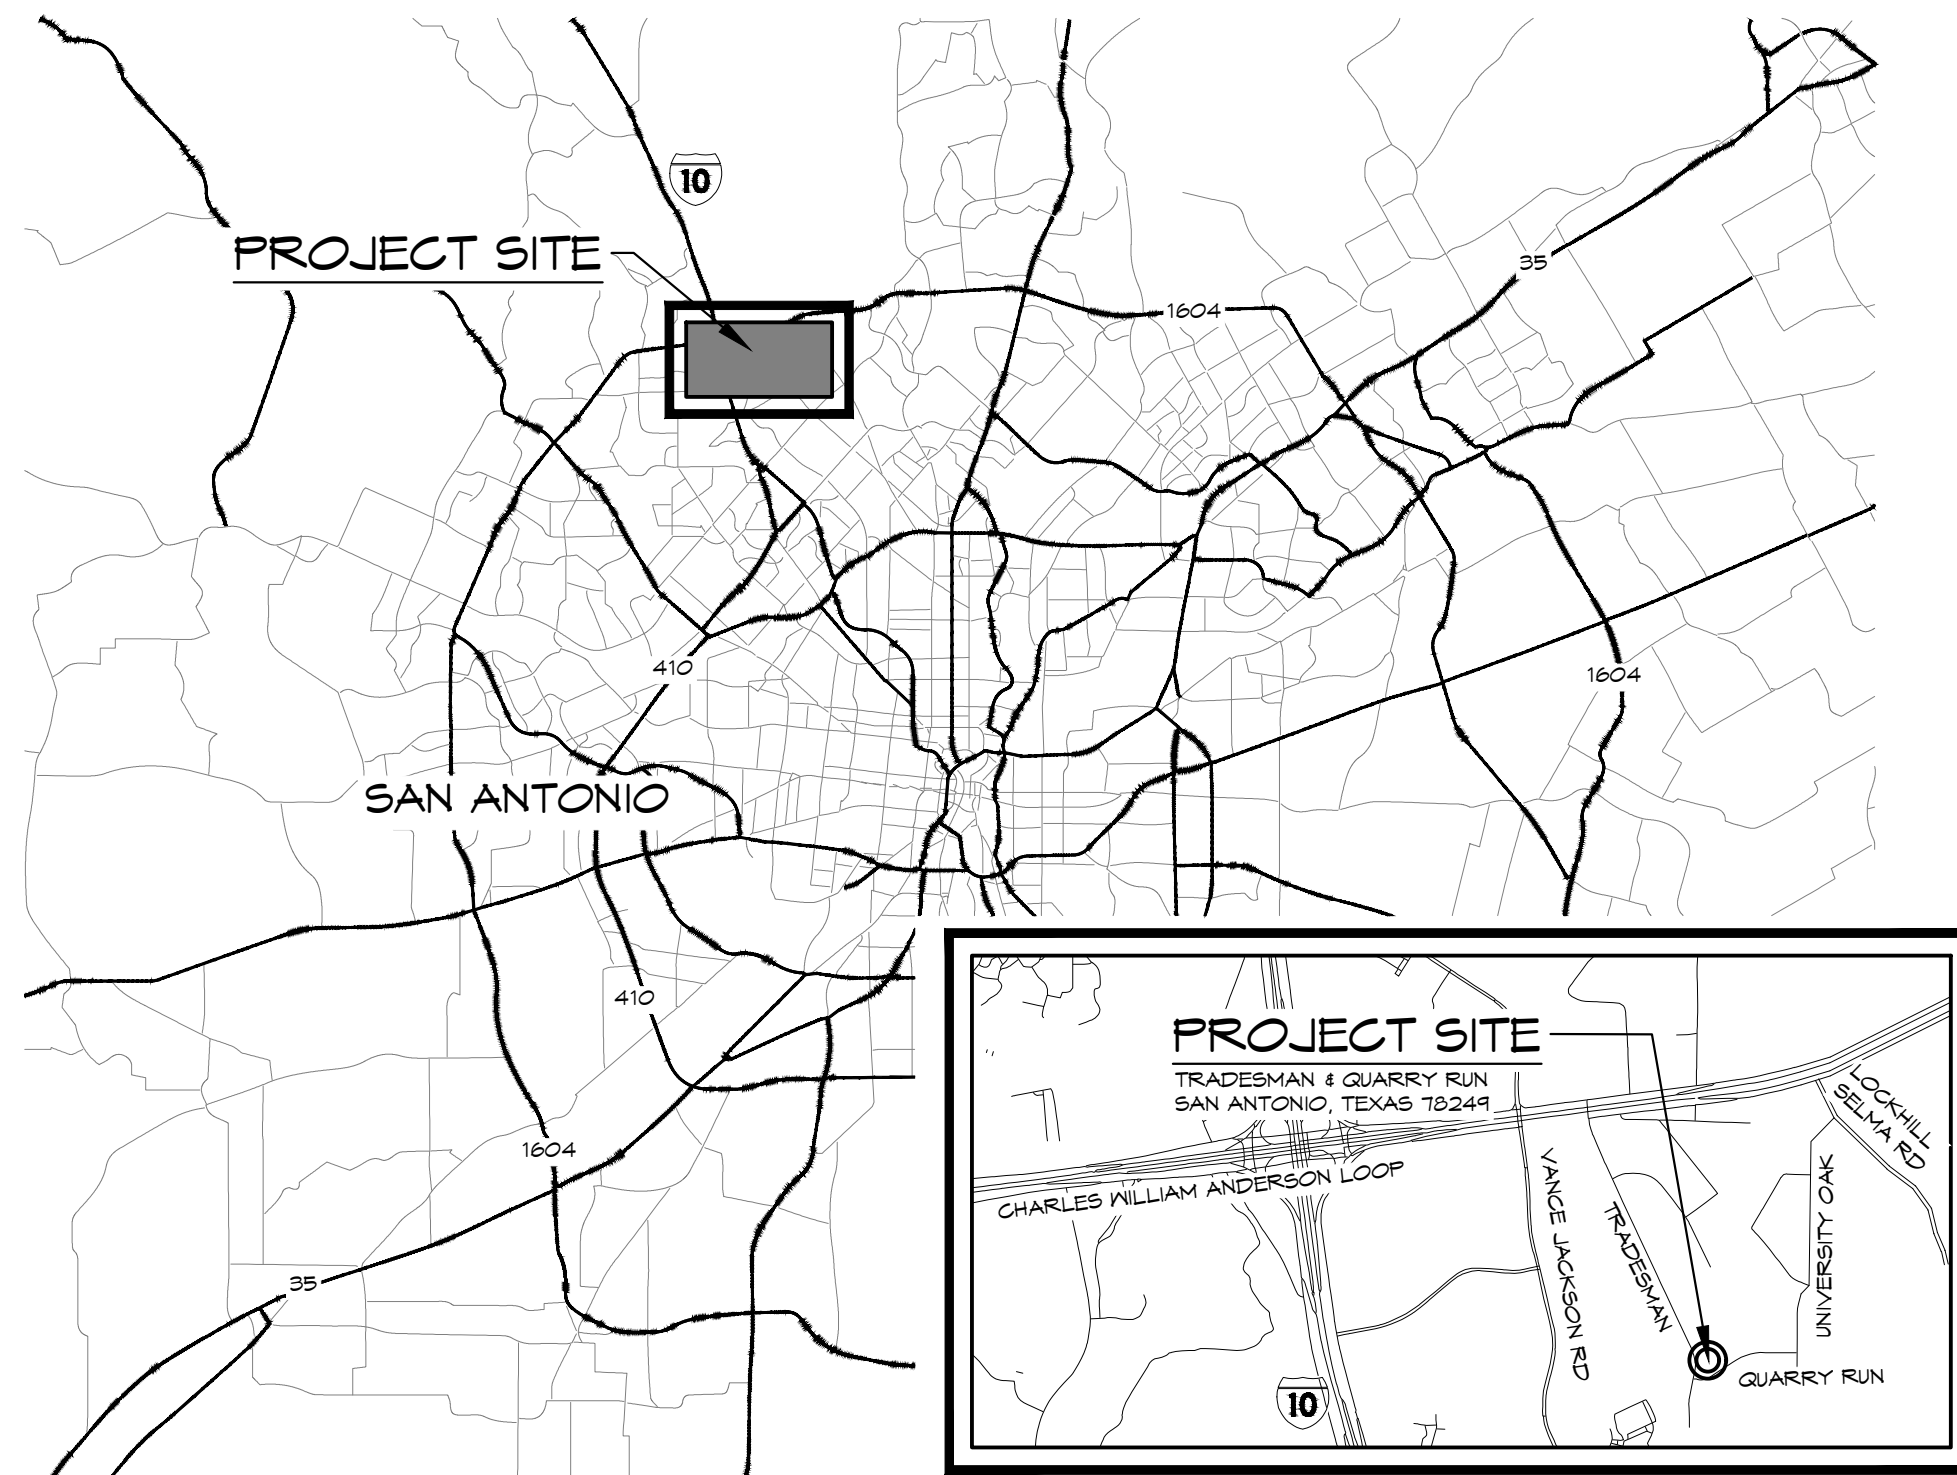 10
PROJECT SITE
35
1604
1604
410
SAN ANTONIO
410
1604
35
PROJECT SITE
TRADESMAN & QUARRY RUN
SAN ANTONIO, TEXAS 78249
LOCKHILL
SELMA RD
CHARLES WILLIAM ANDERSON LOOP
VANCE JACKSON RD
TRADESMAN
UNIVERSITY OAK
QUARRY RUN
10